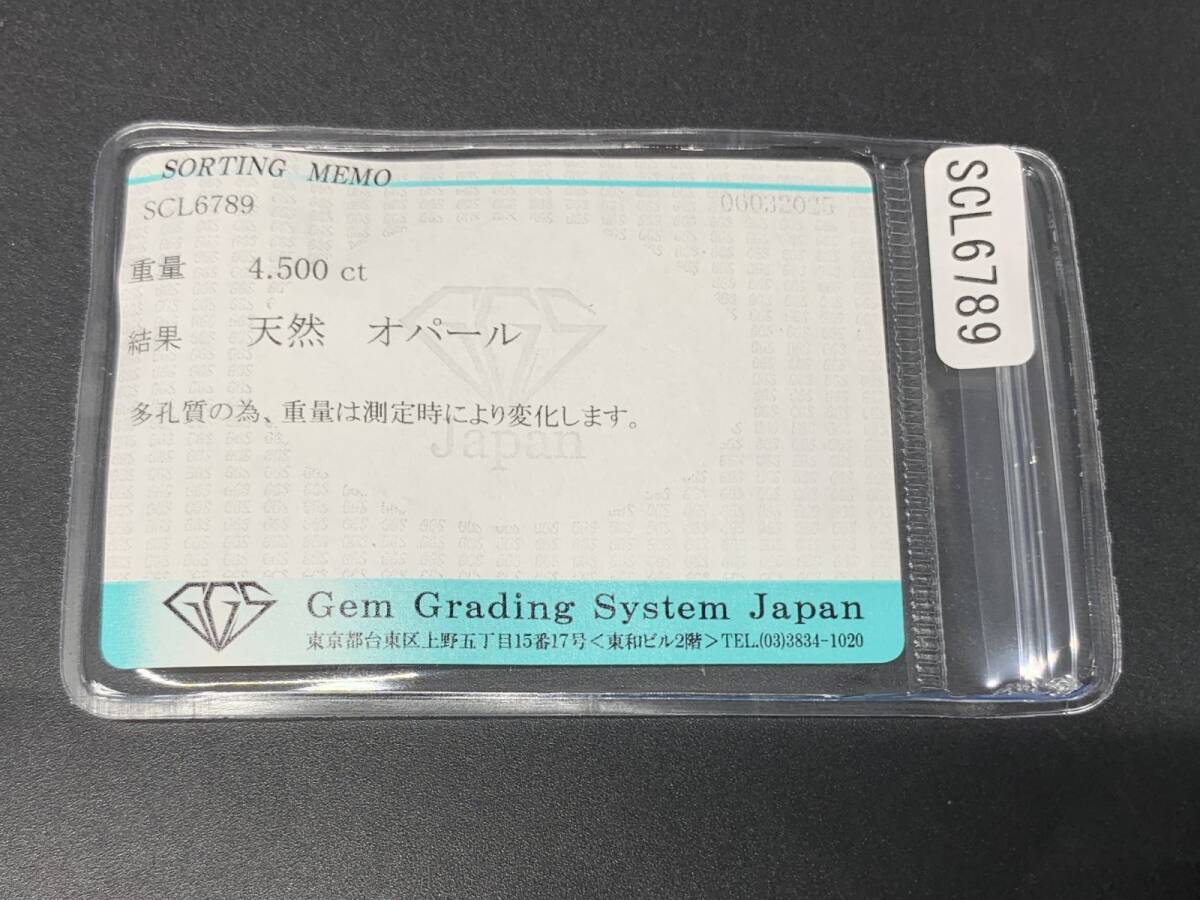 SORTING MEMO
SCL6789
06032025
重量 4.500 ct
結果 天然 オパール
多孔質の為、重量は測定時により変化します。
GGS
Japan
GGS
Gem Grading System Japan
東京都台東区上野五丁目15番17号<東和ビル2階>TEL.(03)3834-1020
SCL6789